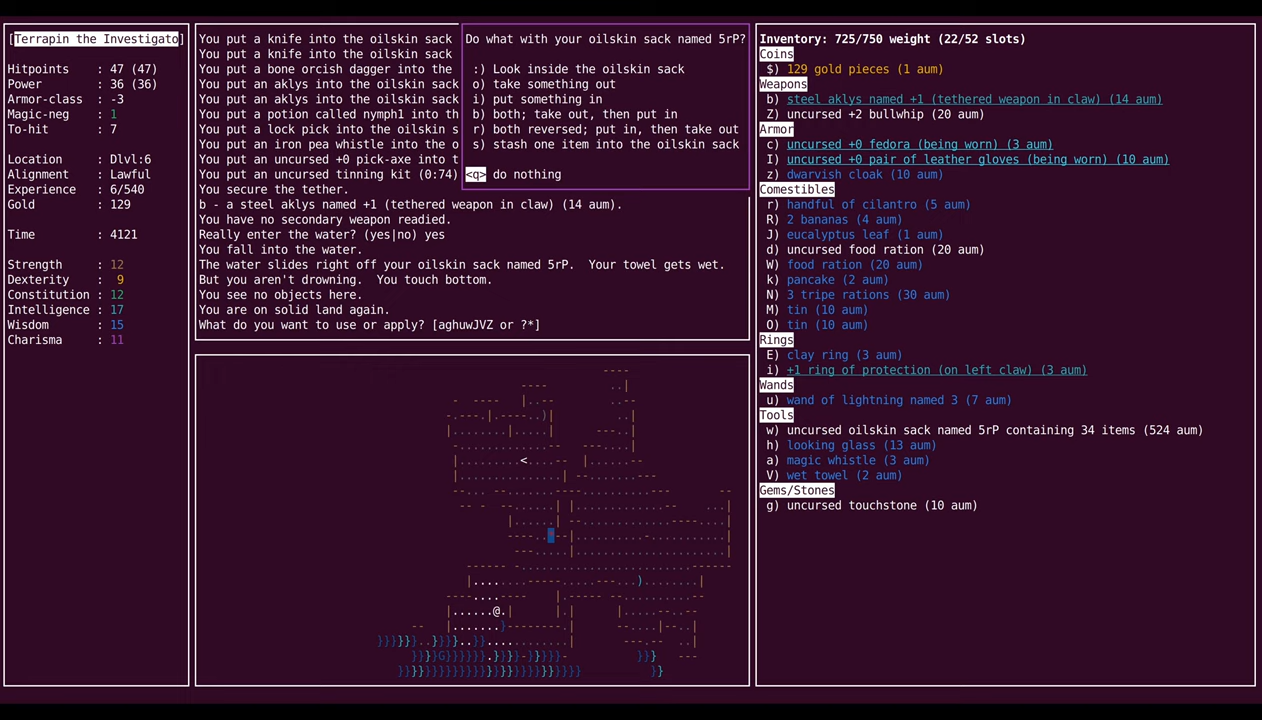 [Terrapin the Investigato]
Hitpoints : 47 (47)
Power : 36 (36)
Armor-class : -3
Magic-neg : 1
To-hit : 7
Location : Dlvl:6
Alignment : Lawful
Experience : 6/540
Gold : 129
Time : 4121
Strength : 12
Dexterity : 9
Constitution : 12
Intelligence : 17
Wisdom : 15
Charisma : 11
You put a knife into the oilskin sack
You put a knife into the oilskin sack
You put a bone orcish dagger into the
You put an aklys into the oilskin sack
You put an aklys into the oilskin sack
You put a potion called nymph1 into th
You put a lock pick into the oilskin s
You put an iron pea whistle into the o
You put an uncursed +0 pick-axe into t
You put an uncursed tinning kit (0:74)
You secure the tether.
b - a steel aklys named +1 (tethered weapon in claw) (14 aum).
You have no secondary weapon readied.
Really enter the water? (yes|no) yes
You fall into the water.
The water slides right off your oilskin sack named 5rP.  Your towel gets wet.
But you aren't drowning.  You touch bottom.
You see no objects here.
You are on solid land again.
What do you want to use or apply? [aghuwJVZ or ?*]
Do what with your oilskin sack named 5rP?
:) Look inside the oilskin sack
o) take something out
i) put something in
b) both; take out, then put in
r) both reversed; put in, then take out
s) stash one item into the oilskin sack
<q> do nothing
Inventory: 725/750 weight (22/52 slots)
Coins
$) 129 gold pieces (1 aum)
Weapons
b) steel aklys named +1 (tethered weapon in claw) (14 aum)
Z) uncursed +2 bullwhip (20 aum)
Armor
c) uncursed +0 fedora (being worn) (3 aum)
I) uncursed +0 pair of leather gloves (being worn) (10 aum)
z) dwarvish cloak (10 aum)
Comestibles
r) handful of cilantro (5 aum)
R) 2 bananas (4 aum)
J) eucalyptus leaf (1 aum)
d) uncursed food ration (20 aum)
W) food ration (20 aum)
k) pancake (2 aum)
N) 3 tripe rations (30 aum)
M) tin (10 aum)
O) tin (10 aum)
Rings
E) clay ring (3 aum)
i) +1 ring of protection (on left claw) (3 aum)
Wands
u) wand of lightning named 3 (7 aum)
Tools
w) uncursed oilskin sack named 5rP containing 34 items (524 aum)
h) looking glass (13 aum)
a) magic whistle (3 aum)
V) wet towel (2 aum)
Gems/Stones
g) uncursed touchstone (10 aum)